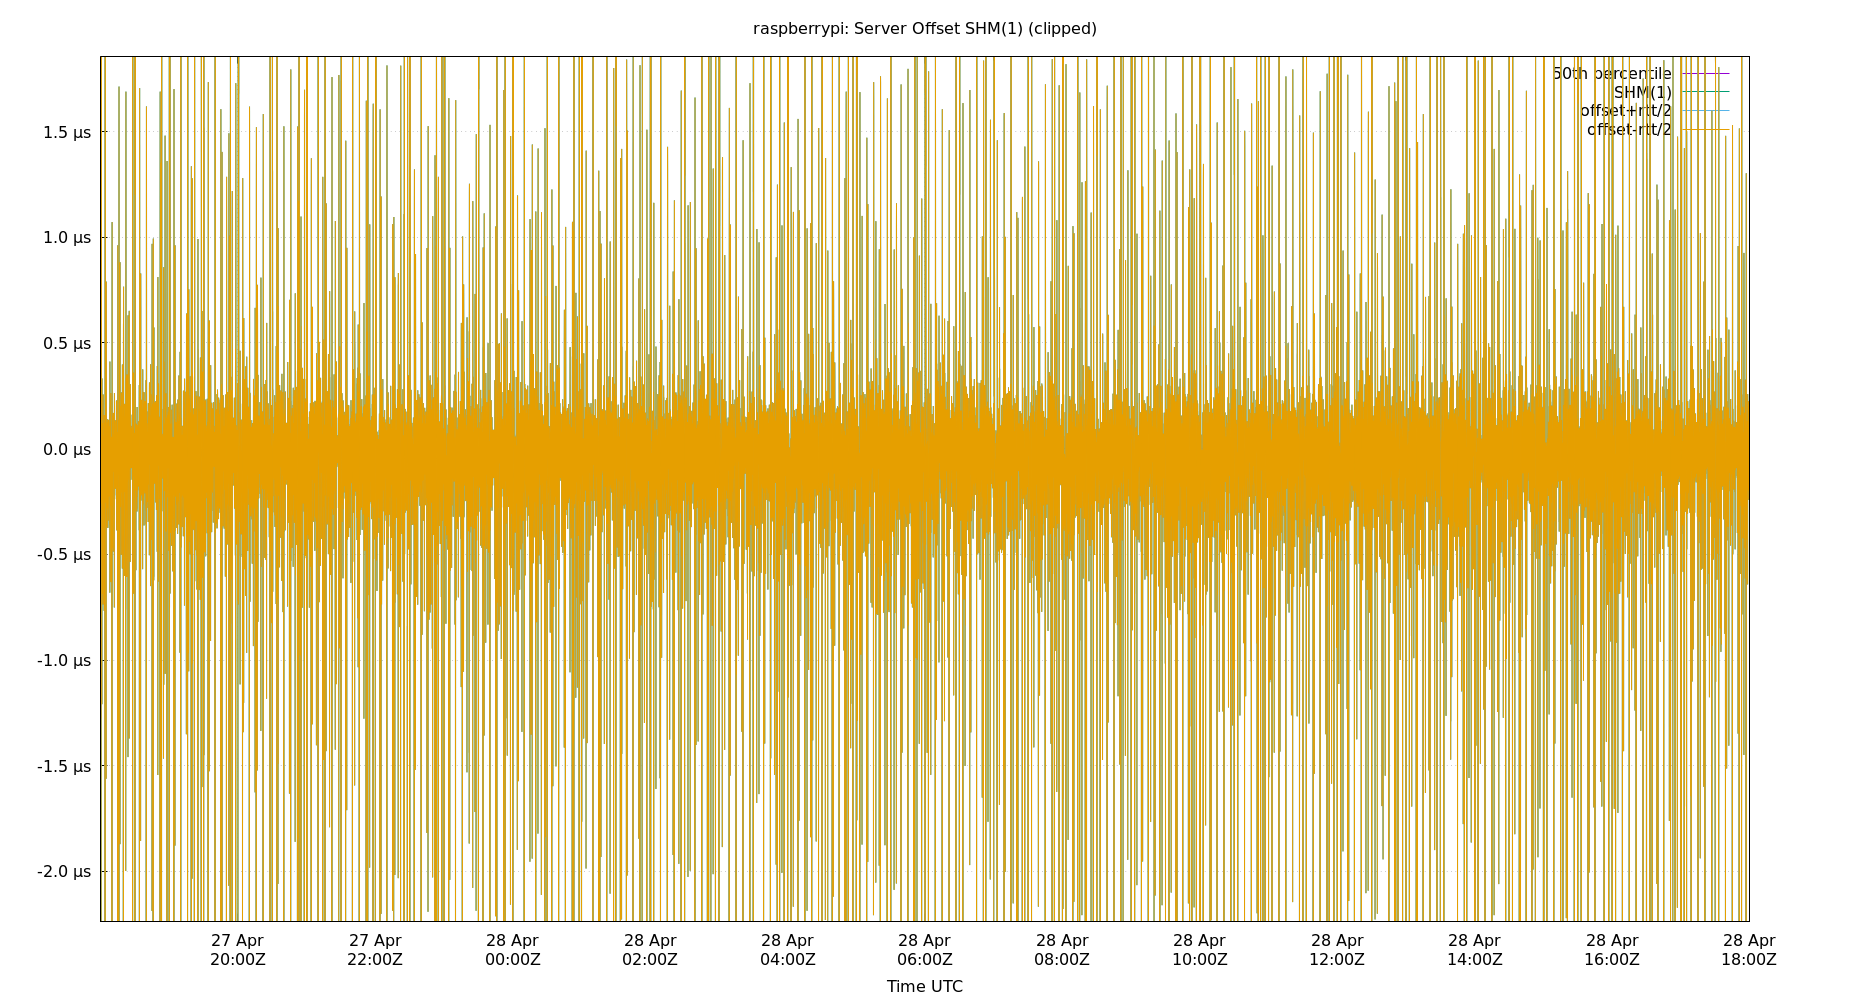 raspberrypi: Server Offset SHM(1) (clipped)
50th percentile
SHM(1)
offset+rtt/2
offset-rtt/2
1.5 µs
1.0 µs
0.5 µs
0.0 µs
-0.5 µs
-1.0 µs
-1.5 µs
-2.0 µs
27 Apr 27 Apr 28 Apr 28 Apr 28 Apr 28 Apr 28 Apr 28 Apr 28 Apr 28 Apr 28 Apr 28 Apr
20:00Z 22:00Z 00:00Z 02:00Z 04:00Z 06:00Z 08:00Z 10:00Z 12:00Z 14:00Z 16:00Z 18:00Z
Time UTC